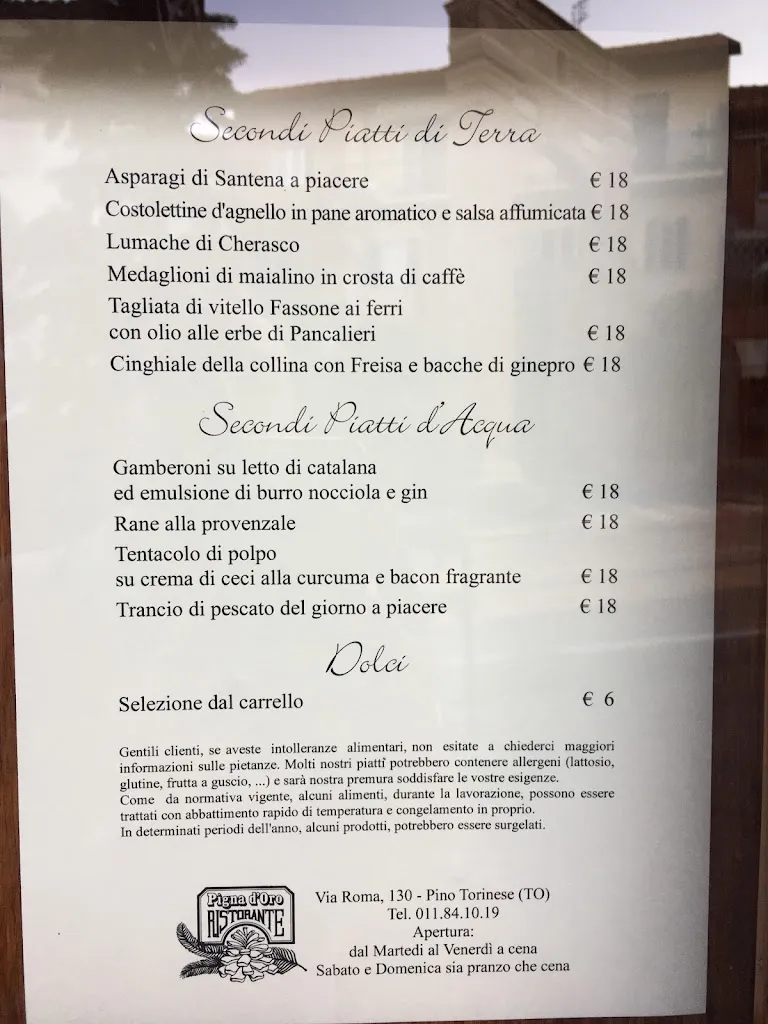 Secondi Piatti di Terra
Asparagi di Santena a piacere € 18
Costolettine d'agnello in pane aromatico e salsa affumicata € 18
Lumache di Cherasco € 18
Medaglioni di maialino in crosta di caffè € 18
Tagliata di vitello Fassone ai ferri
con olio alle erbe di Pancalieri € 18
Cinghiale della collina con Freisa e bacche di ginepro € 18
Secondi Piatti d'Acqua
Gamberoni su letto di catalana
ed emulsione di burro nocciola e gin € 18
Rane alla provenzale € 18
Tentacolo di polpo
su crema di ceci alla curcuma e bacon fragrante € 18
Trancio di pescato del giorno a piacere € 18
Dolci
Selezione dal carrello € 6
Gentili clienti, se aveste intolleranze alimentari, non esitate a chiederci maggiori
informazioni sulle pietanze. Molti nostri piatti potrebbero contenere allergeni (lattosio,
glutine, frutta a guscio, ...) e sarà nostra premura soddisfare le vostre esigenze.
Come da normativa vigente, alcuni alimenti, durante la lavorazione, possono essere
trattati con abbattimento rapido di temperatura e congelamento in proprio.
In determinati periodi dell'anno, alcuni prodotti, potrebbero essere surgelati.
Pigna d'Oro
RISTORANTE
Via Roma, 130 - Pino Torinese (TO)
Tel. 011.84.10.19
Apertura:
dal Martedi al Venerdì a cena
Sabato e Domenica sia pranzo che cena